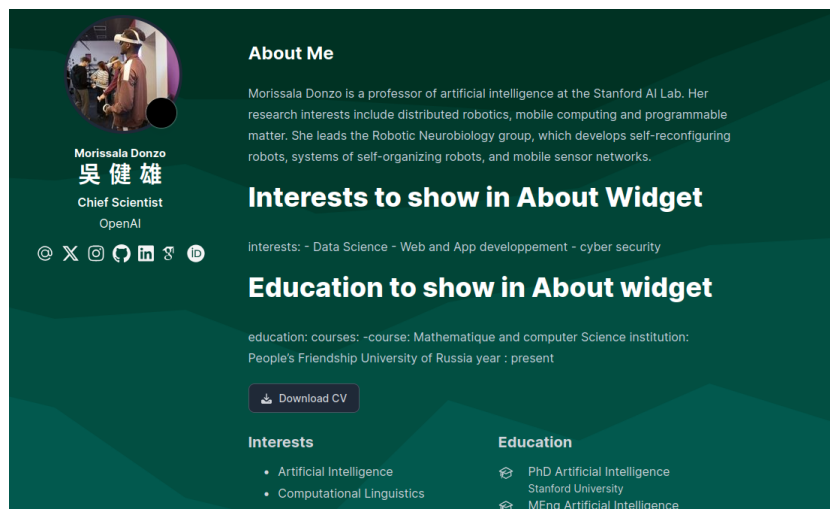 Morissala Donzo
吳健雄
Chief Scientist
OpenAI
About Me
Morissala Donzo is a professor of artificial intelligence at the Stanford AI Lab. Her
research interests include distributed robotics, mobile computing and programmable
matter. She leads the Robotic Neurobiology group, which develops self-reconfiguring
robots, systems of self-organizing robots, and mobile sensor networks.
Interests to show in About Widget
interests: - Data Science - Web and App developpement - cyber security
Education to show in About widget
education: courses: -course: Mathematique and computer Science institution:
People’s Friendship University of Russia year : present
Download CV
Interests
• Artificial Intelligence
• Computational Linguistics
Education
PhD Artificial Intelligence
Stanford University
MEng Artificial Intelligence